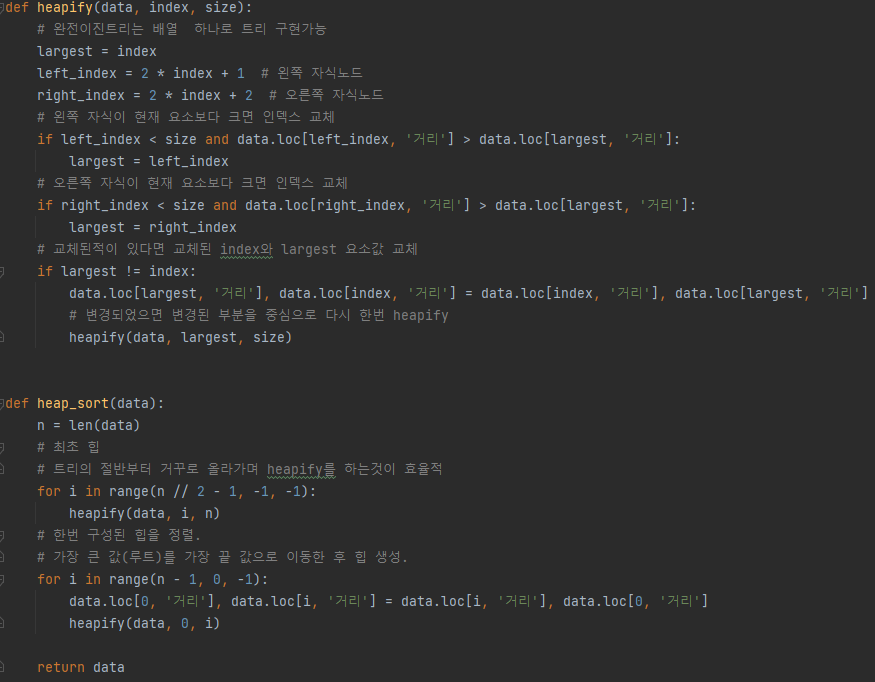 def heapify(data, index, size):
    # 완전이진트리는 배열  하나로 트리 구현가능
    largest = index
    left_index = 2 * index + 1  # 왼쪽 자식노드
    right_index = 2 * index + 2  # 오른쪽 자식노드
    # 왼쪽 자식이 현재 요소보다 크면 인덱스 교체
    if left_index < size and data.loc[left_index, '거리'] > data.loc[largest, '거리']:
        largest = left_index
    # 오른쪽 자식이 현재 요소보다 크면 인덱스 교체
    if right_index < size and data.loc[right_index, '거리'] > data.loc[largest, '거리']:
        largest = right_index
    # 교체된적이 있다면 교체된 index와 largest 요소값 교체
    if largest != index:
        data.loc[largest, '거리'], data.loc[index, '거리'] = data.loc[index, '거리'], data.loc[largest, '거리']
        # 변경되었으면 변경된 부분을 중심으로 다시 한번 heapify
        heapify(data, largest, size)
def heap_sort(data):
    n = len(data)
    # 최초 힙
    # 트리의 절반부터 거꾸로 올라가며 heapify를 하는것이 효율적
    for i in range(n // 2 - 1, -1, -1):
        heapify(data, i, n)
    # 한번 구성된 힙을 정렬.
    # 가장 큰 값(루트)를 가장 끝 값으로 이동한 후 힙 생성.
    for i in range(n - 1, 0, -1):
        data.loc[0, '거리'], data.loc[i, '거리'] = data.loc[i, '거리'], data.loc[0, '거리']
        heapify(data, 0, i)
    return data